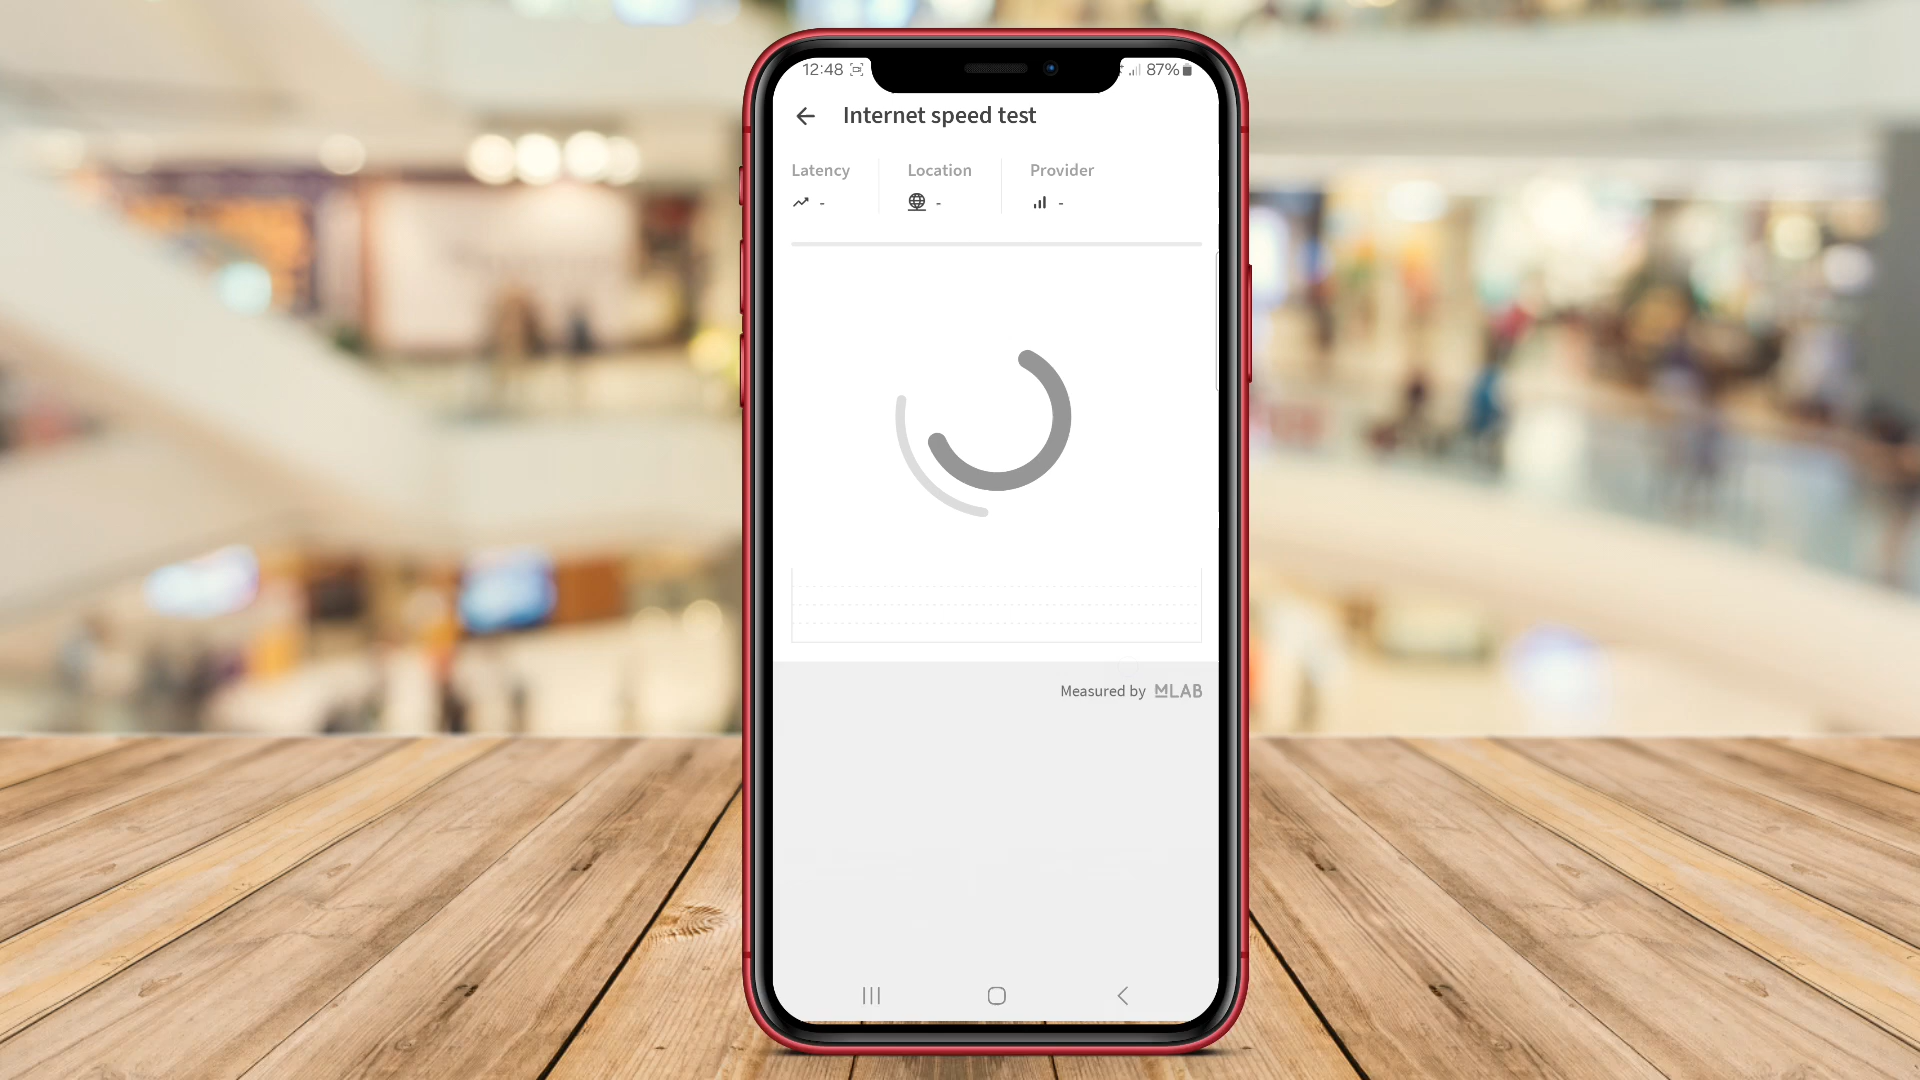 12:48
87%
Internet speed test
Latency
Location
Provider
-
-
-
Measured by MLAB